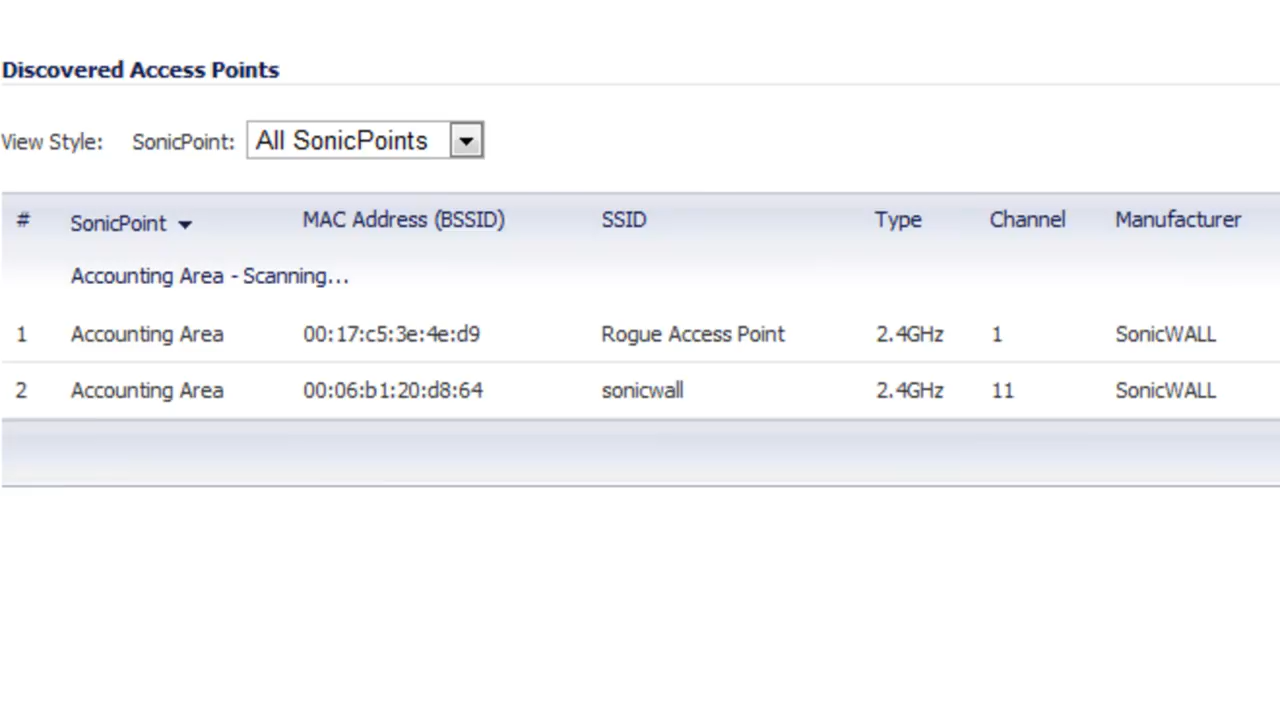 Discovered Access Points
View Style: SonicPoint: All SonicPoints
# SonicPoint MAC Address (BSSID) SSID Type Channel Manufacturer
Accounting Area - Scanning...
1 Accounting Area 00:17:c5:3e:4e:d9 Rogue Access Point 2.4GHz 1 SonicWALL
2 Accounting Area 00:06:b1:20:d8:64 sonicwall 2.4GHz 11 SonicWALL